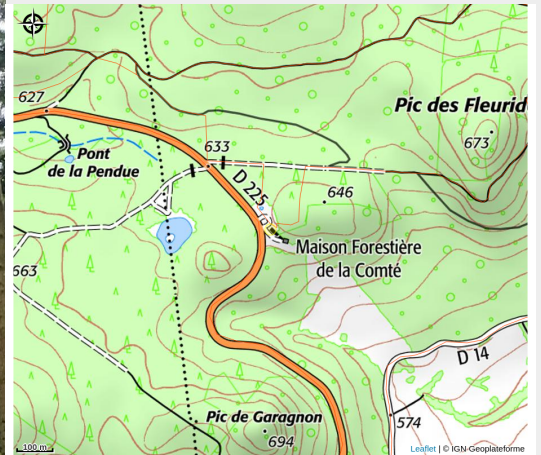 627
Pic des Fleurid
673
633
Pont
de la Pendue
D 225
646
Maison Forestière
de la Comté
663
D 14
Pic de Garagnon
694
574
100 m
Leaflet | © IGN-Geoplateforme